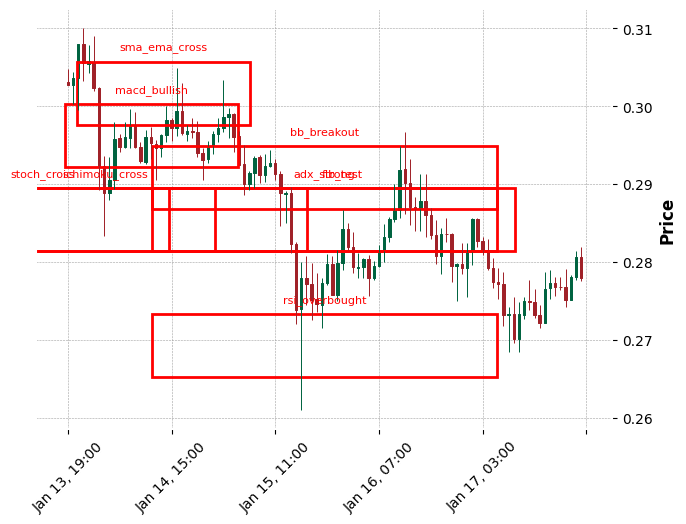 sma_ema_cross
macd_bullish
bb_breakout
stoch_cross
ichimoku_cross
adx_strong
fib_test
rsi_overbought
0.31
0.30
0.29
0.28
0.27
0.26
Price
Jan 13, 19:00
Jan 14, 15:00
Jan 15, 11:00
Jan 16, 07:00
Jan 17, 03:00